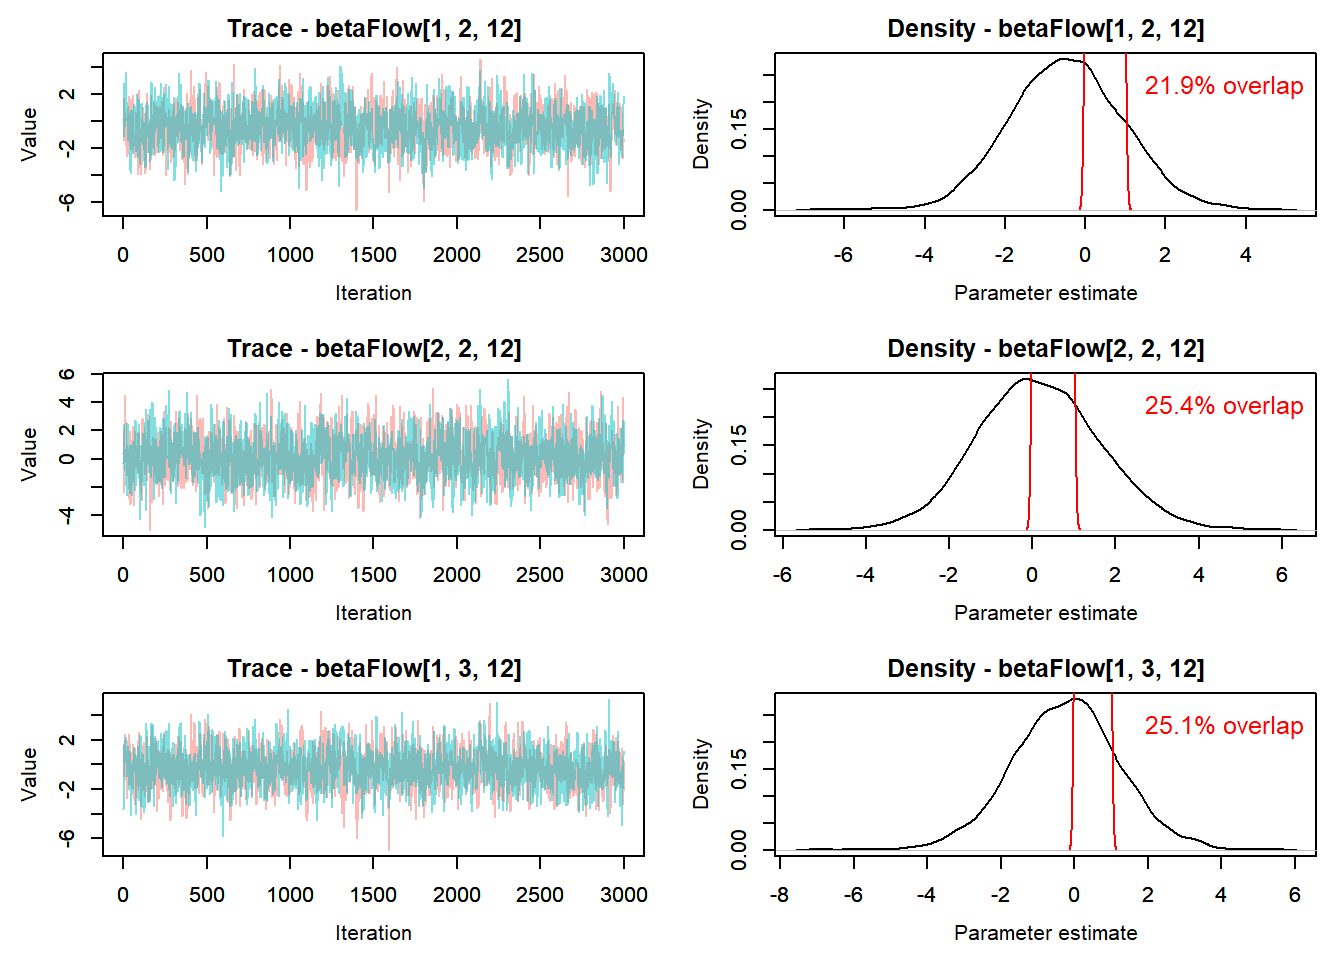 Trace - betaFlow[1, 2, 12]
Value
2
-2
-6
0 500 1000 1500 2000 2500 3000
Iteration
Density - betaFlow[1, 2, 12]
21.9% overlap
Density
0.15
0.00
-6 -4 -2 0 2 4
Parameter estimate
Trace - betaFlow[2, 2, 12]
Value
6
4
2
0
-4
0 500 1000 1500 2000 2500 3000
Iteration
Density - betaFlow[2, 2, 12]
25.4% overlap
Density
0.15
0.00
-6 -4 -2 0 2 4 6
Parameter estimate
Trace - betaFlow[1, 3, 12]
Value
2
-2
-6
0 500 1000 1500 2000 2500 3000
Iteration
Density - betaFlow[1, 3, 12]
25.1% overlap
Density
0.15
0.00
-8 -6 -4 -2 0 2 4 6
Parameter estimate